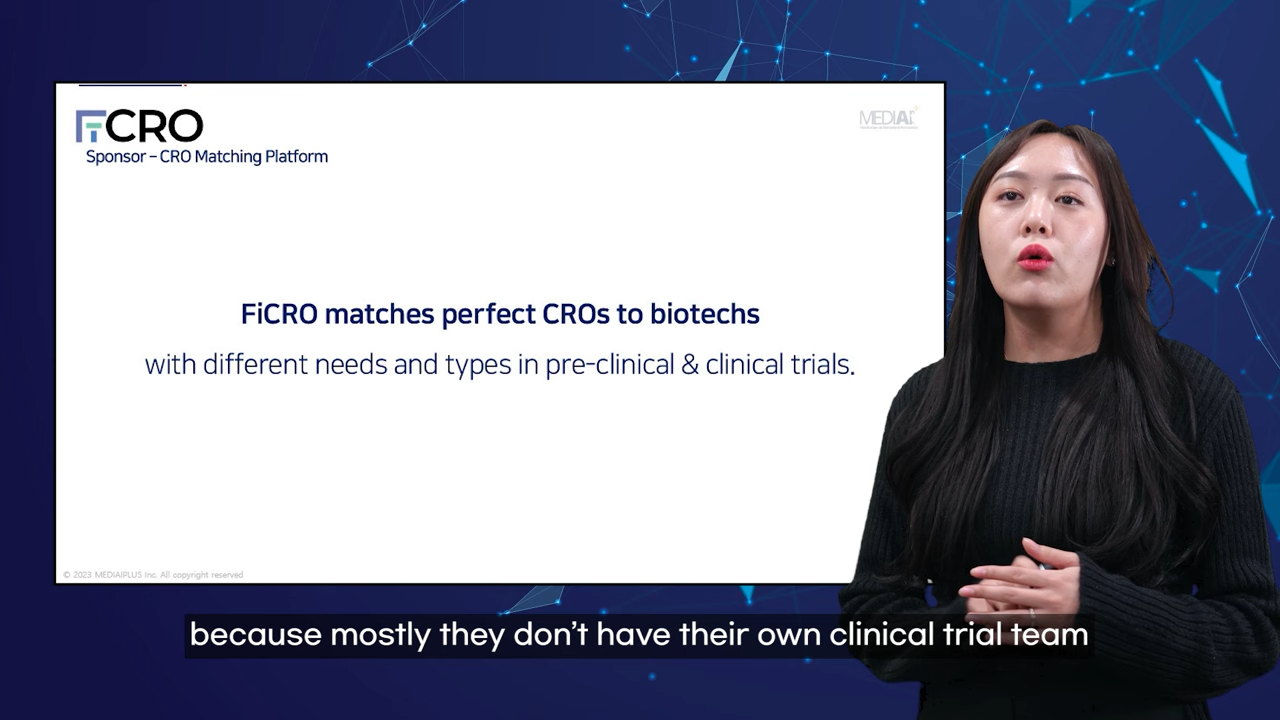 FiCRO
MEDIAI
Sponsor – CRO Matching Platform
FiCRO matches perfect CROs to biotechs
with different needs and types in pre-clinical & clinical trials.
© 2023 MEDIAIPLUS Inc. All copyright reserved
because mostly they don’t have their own clinical trial team